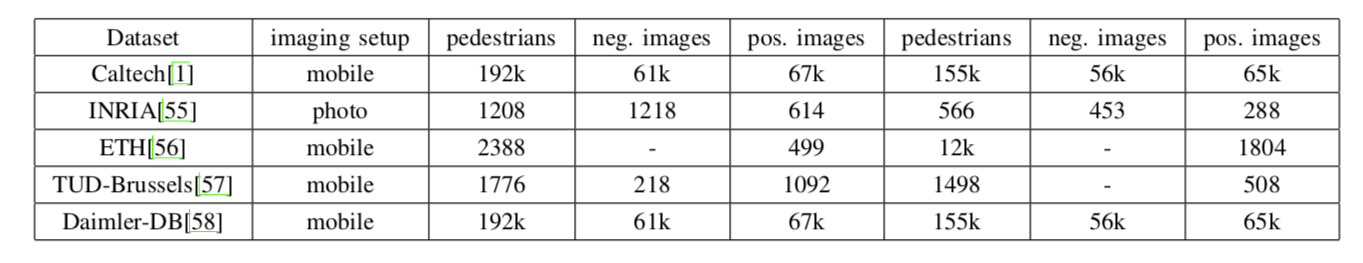 Dataset imaging setup pedestrians neg. images pos. images pedestrians neg. images pos. images
Caltech[1] mobile 192k 61k 67k 155k 56k 65k
INRIA[55] photo 1208 1218 614 566 453 288
ETH[56] mobile 2388 - 499 12k - 1804
TUD-Brussels[57] mobile 1776 218 1092 1498 - 508
Daimler-DB[58] mobile 192k 61k 67k 155k 56k 65k